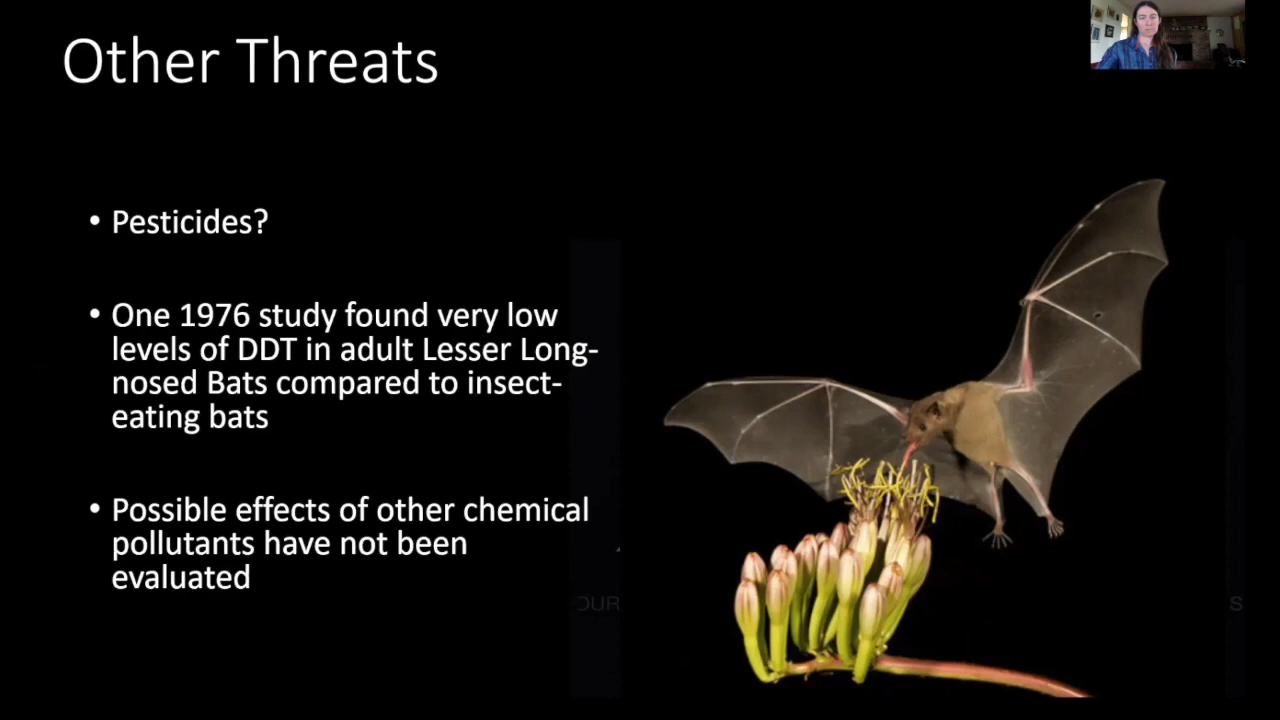 Other Threats
• Pesticides?
• One 1976 study found very low
levels of DDT in adult Lesser Long-
nosed Bats compared to insect-
eating bats
• Possible effects of other chemical
pollutants have not been
evaluated
OUR
S